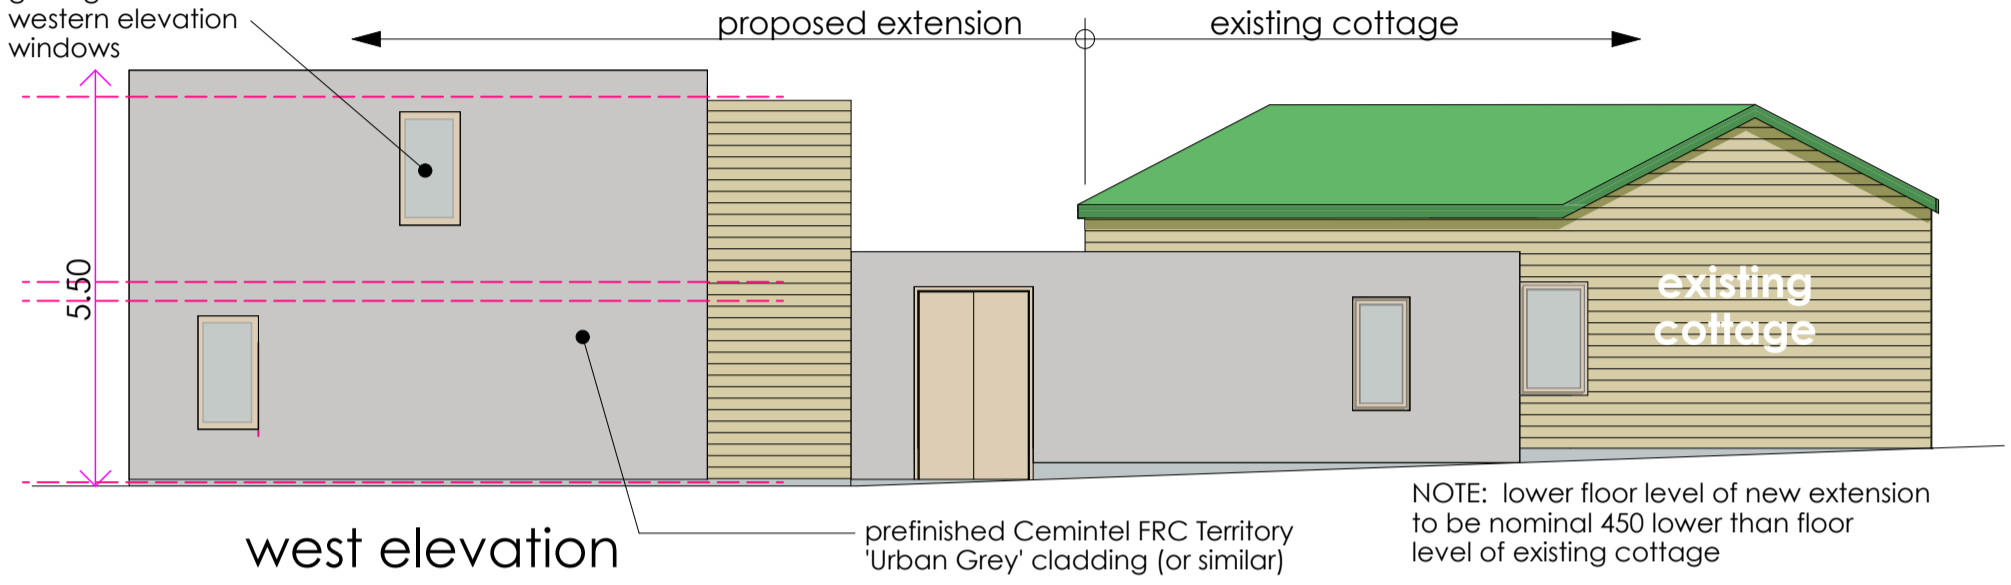 western elevation
windows
proposed extension
existing cottage
5.50
existing
cottage
west elevation
prefinished Cemintel FRC Territory
'Urban Grey' cladding (or similar)
NOTE: lower floor level of new extension
to be nominal 450 lower than floor
level of existing cottage